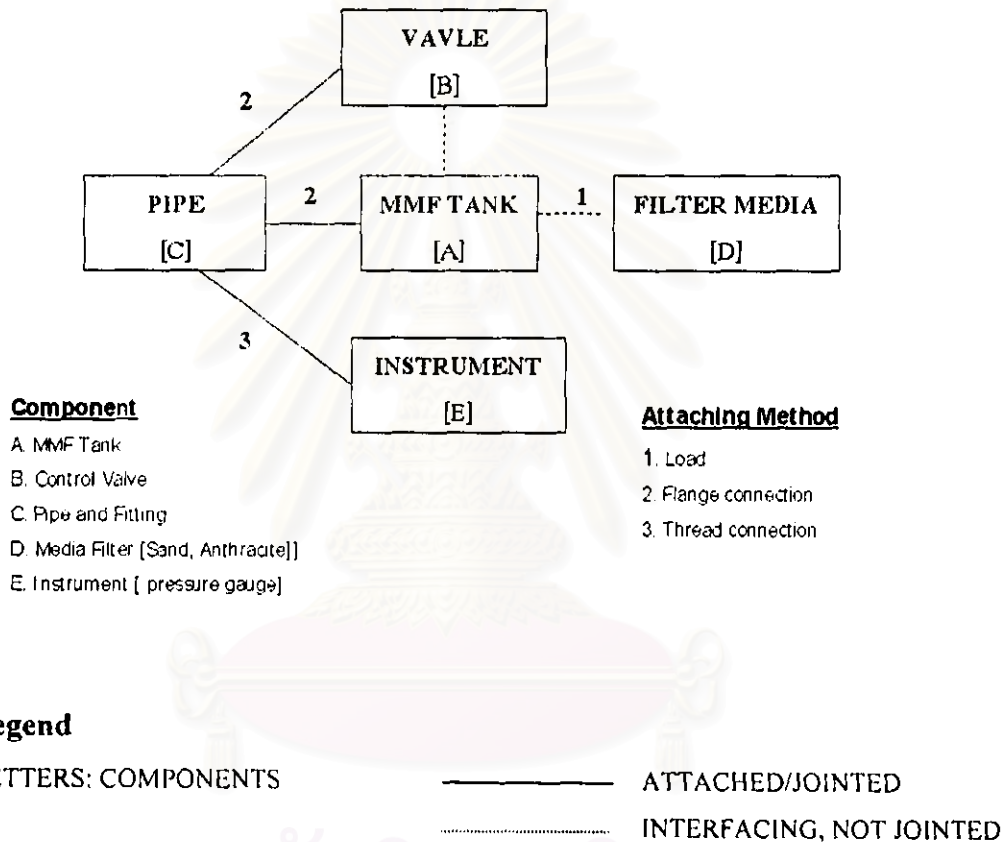 VAVLE
[B]
2
PIPE
[C]
2
MMF TANK
[A]
1
FILTER MEDIA
[D]
3
INSTRUMENT
[E]
Component
A. MMF Tank
B. Control Valve
C. Pipe and Fitting
D. Media Filter [Sand, Anthracite]]
E. Instrument [ pressure gauge]
Attaching Method
1. Load
2. Flange connection
3. Thread connection
egend
ETTERS: COMPONENTS
ATTACHED/JOINTED
INTERFACING, NOT JOINTED